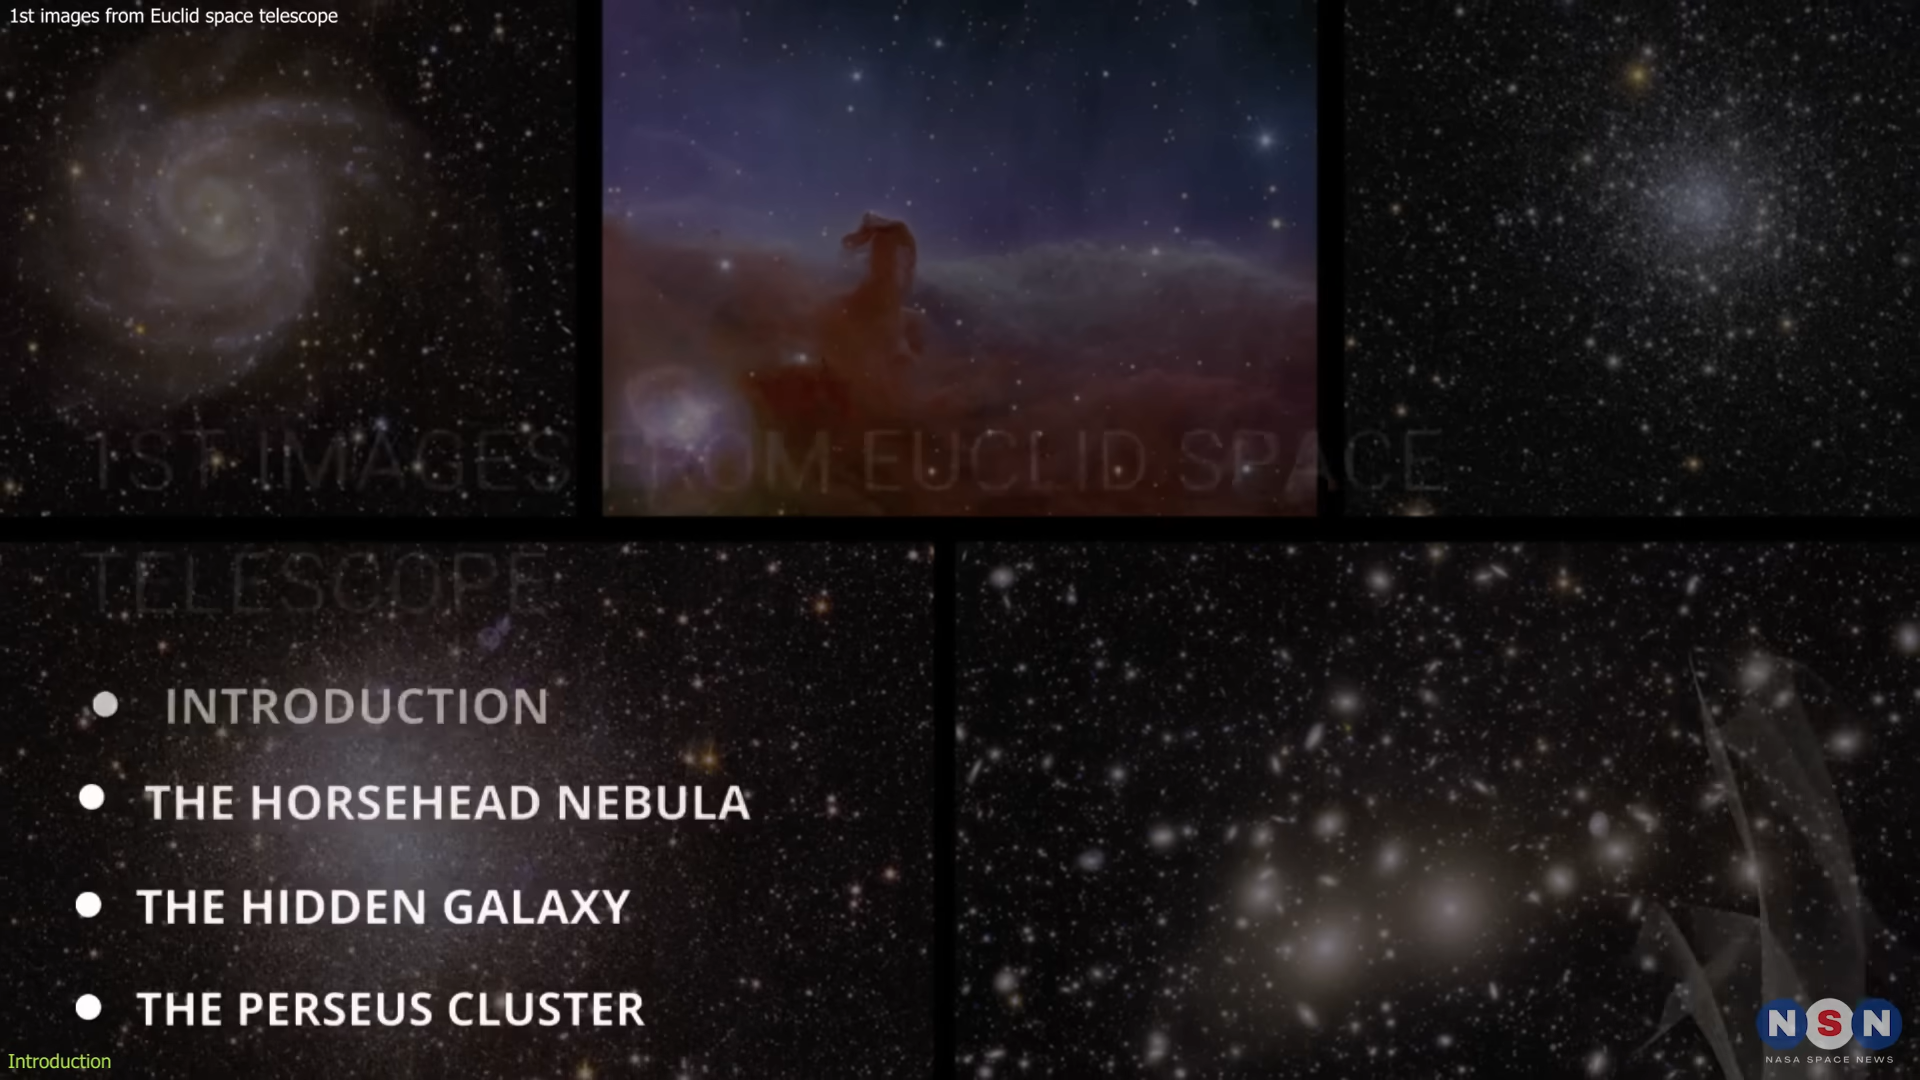 1st images from Euclid space telescope
1ST IMAGES FROM EUCLID SPACE
TELESCOPE
INTRODUCTION
THE HORSEHEAD NEBULA
THE HIDDEN GALAXY
THE PERSEUS CLUSTER
Introduction
NSN
NASA SPACE NEWS